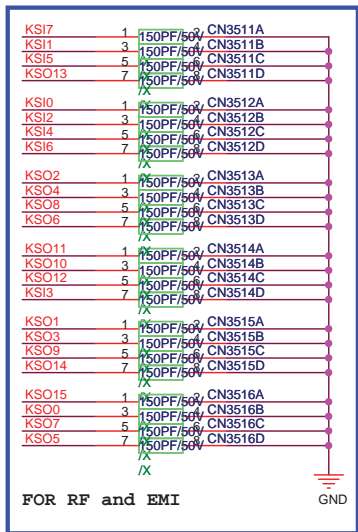 KSI7 1 150PF/50V 2 CN3511A
KSI1 3 150PF/50V 4 CN3511B
KSI5 5 150PF/50V 6 CN3511C
KSO13 7 150PF/50V 8 CN3511D
/X
KSI0 1 150PF/50V 2 CN3512A
KSI2 3 150PF/50V 4 CN3512B
KSI4 5 150PF/50V 6 CN3512C
KSI6 7 150PF/50V 8 CN3512D
/X
KSO2 1 150PF/50V 2 CN3513A
KSO4 3 150PF/50V 4 CN3513B
KSO8 5 150PF/50V 6 CN3513C
KSO6 7 150PF/50V 8 CN3513D
/X
KSO11 1 150PF/50V 2 CN3514A
KSO10 3 150PF/50V 4 CN3514B
KSO12 5 150PF/50V 6 CN3514C
KSI3 7 150PF/50V 8 CN3514D
/X
KSO1 1 150PF/50V 2 CN3515A
KSO3 3 150PF/50V 4 CN3515B
KSO9 5 150PF/50V 6 CN3515C
KSO14 7 150PF/50V 8 CN3515D
/X
KSO15 1 150PF/50V 2 CN3516A
KSO0 3 150PF/50V 4 CN3516B
KSO7 5 150PF/50V 6 CN3516C
KSO5 7 150PF/50V 8 CN3516D
/X
FOR RF and EMI
GND